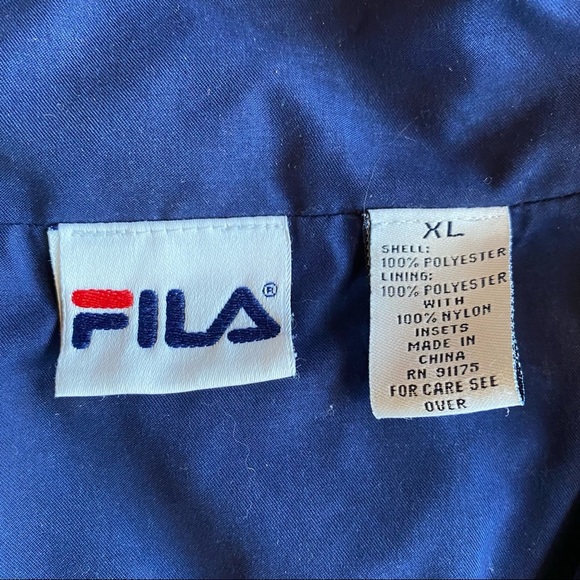 FILA®
XL
SHELL:
100% POLYESTER
LINING:
100% POLYESTER
WITH
100% NYLON
INSETS
MADE IN
CHINA
RN 91175
FOR CARE SEE
OVER